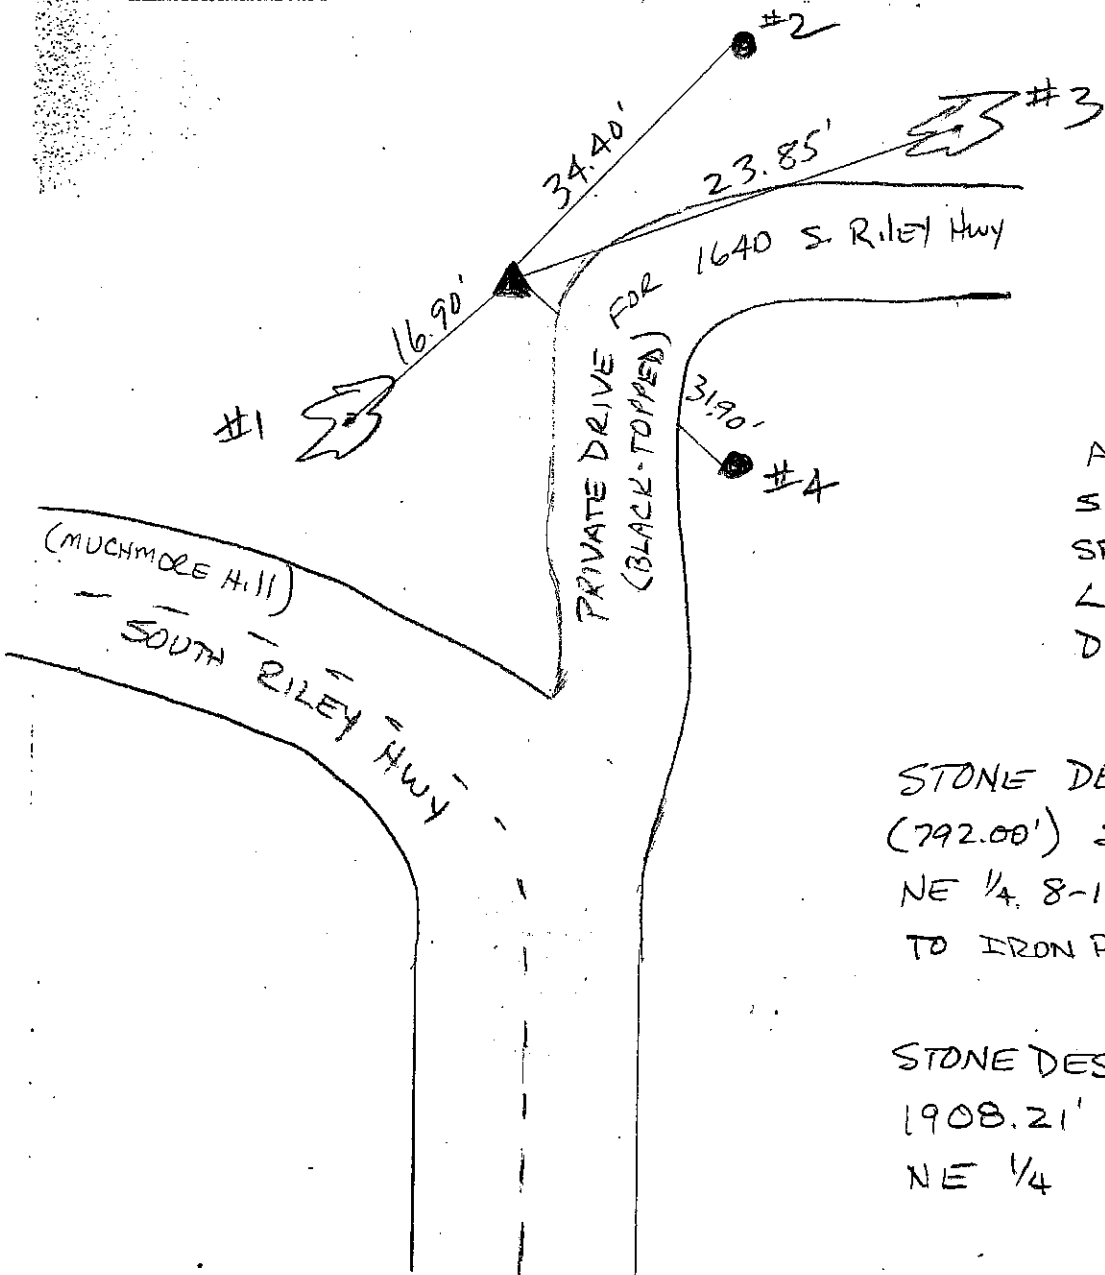 #2
#3
34.40'
23.85'
1640 S. RILEY HWY
16.90'
PRIVATE DRIVE FOR
(BLACK-TOPPED)
#1
31.90'
#4
(MUCHMORE HILL)
SOUTH RILEY HWY
A
S
L
D
STONE DE
(792.00')
NE 1/4 8-1
TO IRON P
STONE DES
1908.21'
NE 1/4